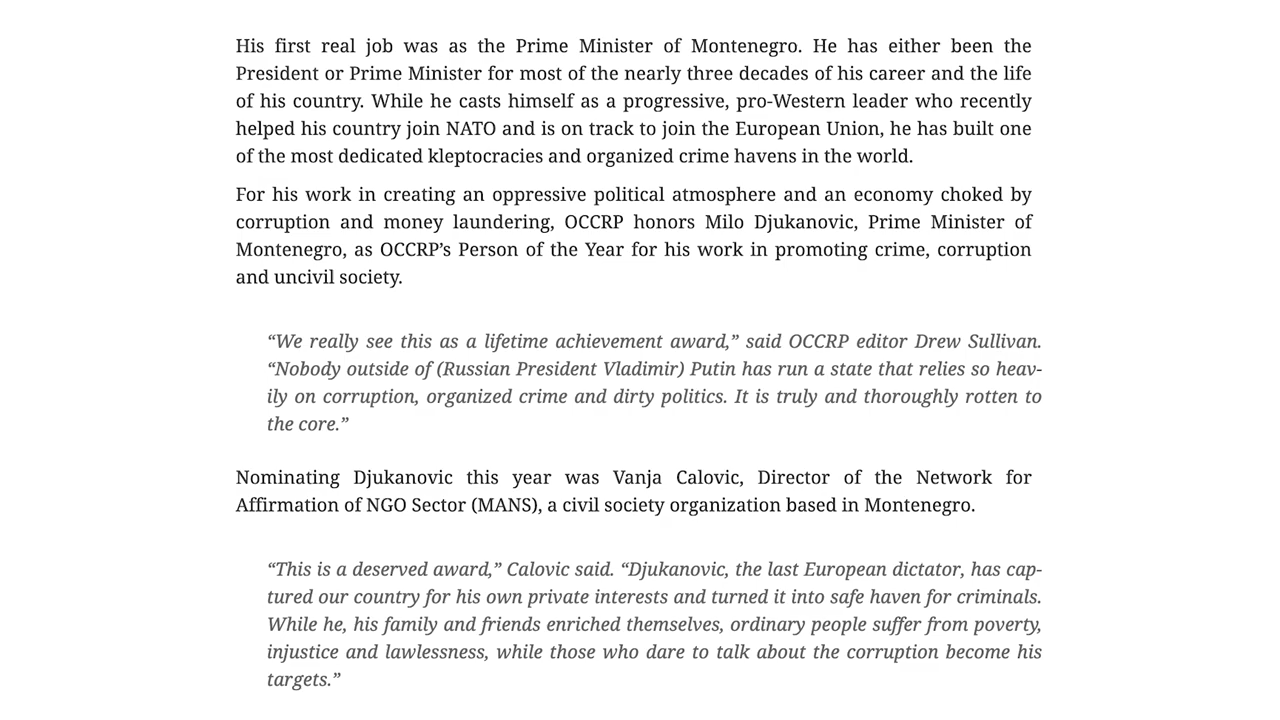 His first real job was as the Prime Minister of Montenegro. He has either been the
President or Prime Minister for most of the nearly three decades of his career and the life
of his country. While he casts himself as a progressive, pro-Western leader who recently
helped his country join NATO and is on track to join the European Union, he has built one
of the most dedicated kleptocracies and organized crime havens in the world.
For his work in creating an oppressive political atmosphere and an economy choked by
corruption and money laundering, OCCRP honors Milo Djukanovic, Prime Minister of
Montenegro, as OCCRP’s Person of the Year for his work in promoting crime, corruption
and uncivil society.
“We really see this as a lifetime achievement award,” said OCCRP editor Drew Sullivan.
“Nobody outside of (Russian President Vladimir) Putin has run a state that relies so heav-
ily on corruption, organized crime and dirty politics. It is truly and thoroughly rotten to
the core.”
Nominating Djukanovic this year was Vanja Calovic, Director of the Network for
Affirmation of NGO Sector (MANS), a civil society organization based in Montenegro.
“This is a deserved award,” Calovic said. “Djukanovic, the last European dictator, has cap-
tured our country for his own private interests and turned it into safe haven for criminals.
While he, his family and friends enriched themselves, ordinary people suffer from poverty,
injustice and lawlessness, while those who dare to talk about the corruption become his
targets.”